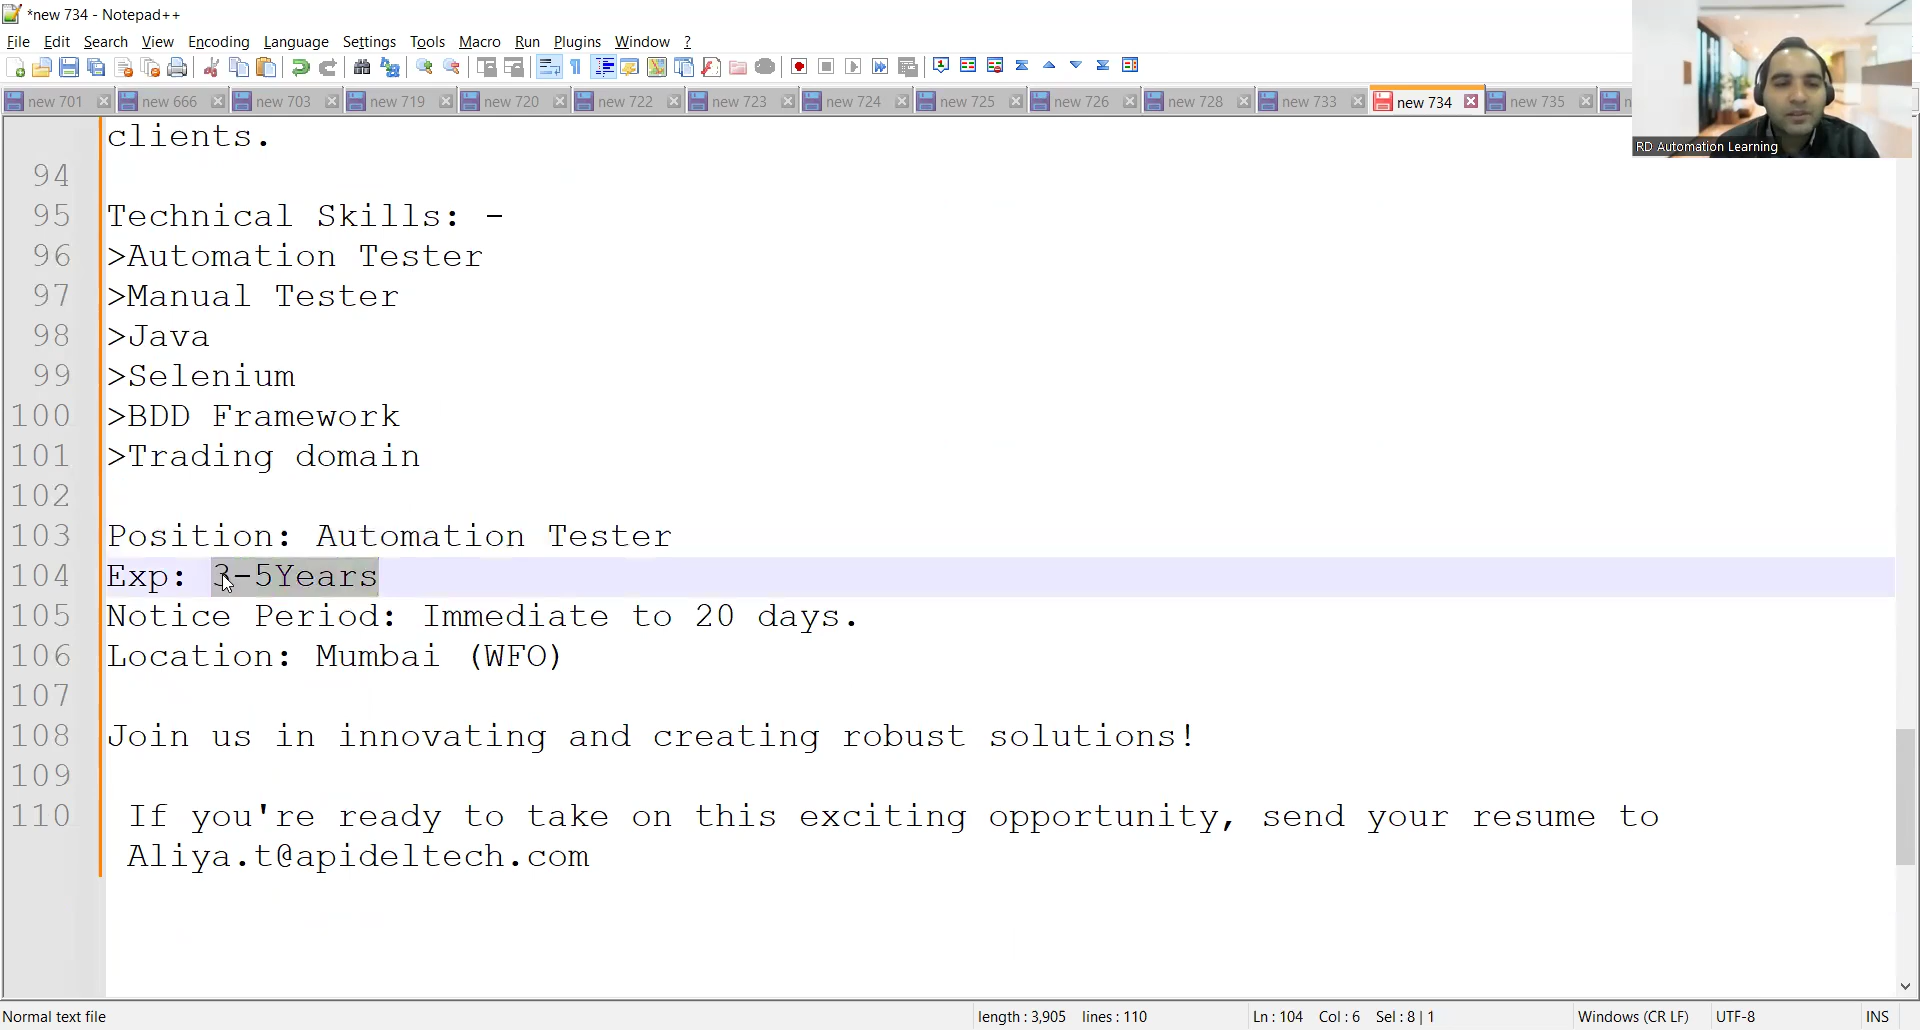 *new 734 - Notepad++
File Edit Search View Encoding Language Settings Tools Macro Run Plugins Window ?
new 701 new 666 new 703 new 719 new 720 new 722 new 723 new 724 new 725 new 726 new 728 new 733 new 734 new 735
RD Automation Learning
clients.
94
95 Technical Skills: -
96 >Automation Tester
97 >Manual Tester
98 >Java
99 >Selenium
100 >BDD Framework
101 >Trading domain
102
103 Position: Automation Tester
104 Exp: 3-5Years
105 Notice Period: Immediate to 20 days.
106 Location: Mumbai (WFO)
107
108 Join us in innovating and creating robust solutions!
109
110 If you're ready to take on this exciting opportunity, send your resume to
Aliya.t@apideltech.com
Normal text file length : 3,905 lines : 110 Ln : 104 Col : 6 Sel : 8 | 1 Windows (CR LF) UTF-8 INS